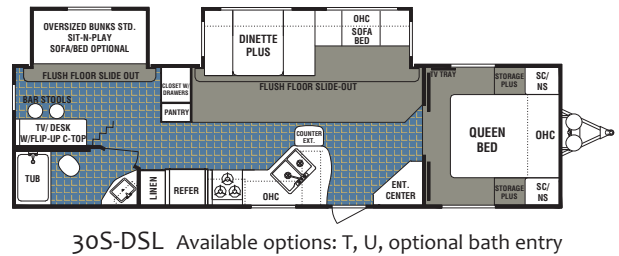 OVERSIZED BUNKS STD.
SIT-N-PLAY
SOFA/BED OPTIONAL
FLUSH FLOOR SLIDE OUT
BAR STOOLS
TV/ DESK
W/FLIP-UP C-TOP
TUB
CLOSET W/
DRAWERS
PANTRY
DINETTE
PLUS
OHC
SOFA
BED
FLUSH FLOOR SLIDE-OUT
COUNTER
EXT.
LINEN
REFER
OHC
ENT.
CENTER
TV TRAY
STORAGE
PLUS
SC/
NS
QUEEN
BED
OHC
STORAGE
PLUS
SC/
NS
30S-DSL Available options: T, U, optional bath entry